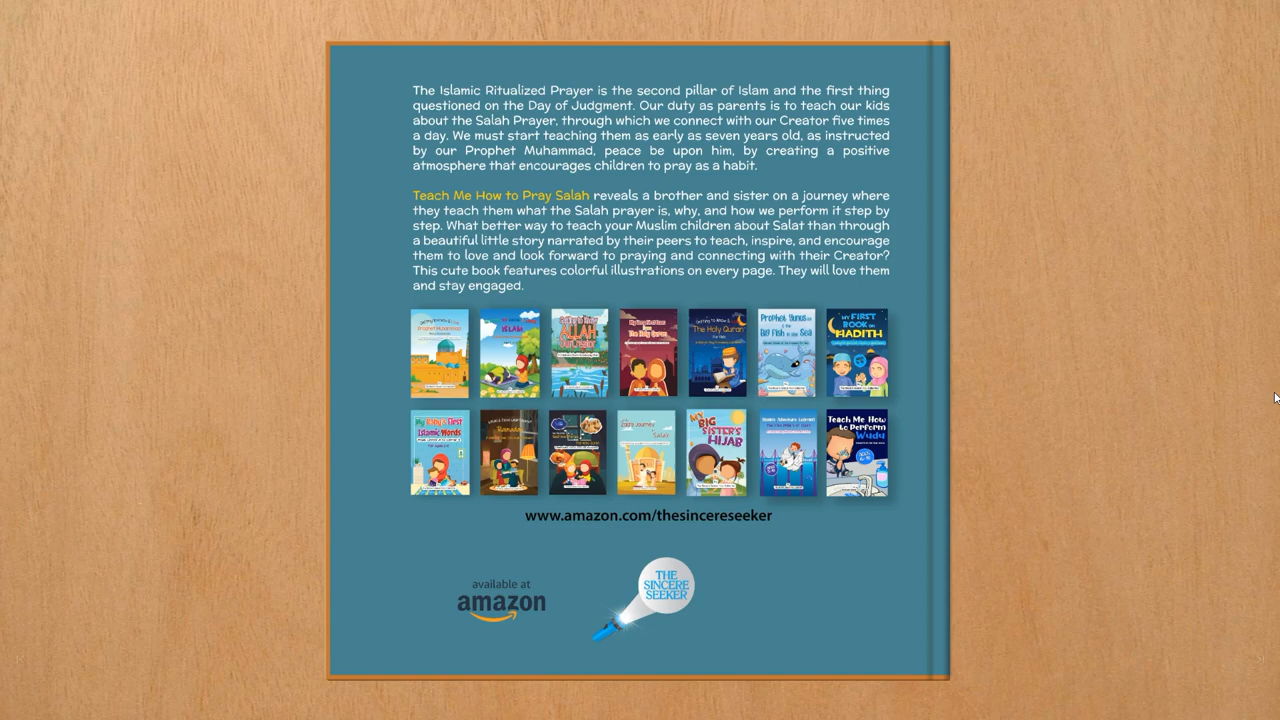 The Islamic Ritualized Prayer is the second pillar of Islam and the first thing
questioned on the Day of Judgment. Our duty as parents is to teach our kids
about the Salah Prayer, through which we connect with our Creator five times
a day. We must start teaching them as early as seven years old, as instructed
by our Prophet Muhammad, peace be upon him, by creating a positive
atmosphere that encourages children to pray as a habit.
Teach Me How to Pray Salah reveals a brother and sister on a journey where
they teach them what the Salah prayer is, why, and how we perform it step by
step. What better way to teach your Muslim children about Salat than through
a beautiful little story narrated by their peers to teach, inspire, and encourage
them to love and look forward to praying and connecting with their Creator?
This cute book features colorful illustrations on every page. They will love them
and stay engaged.
Prophet Muhammad
ISLAM
ALLAH
Our Creator
The Holy Quran
The Holy Quran
Prophet Yunus
Big Fish in the Sea
MY FIRST
BOOK ON
HADITH
My Baby's First
Islamic Words
MY BIG
SISTER'S
HIJAB
Teach Me How
to Perform
Wudu
www.amazon.com/thesincereseeker
available at
amazon
THE
SINCERE
SEEKER